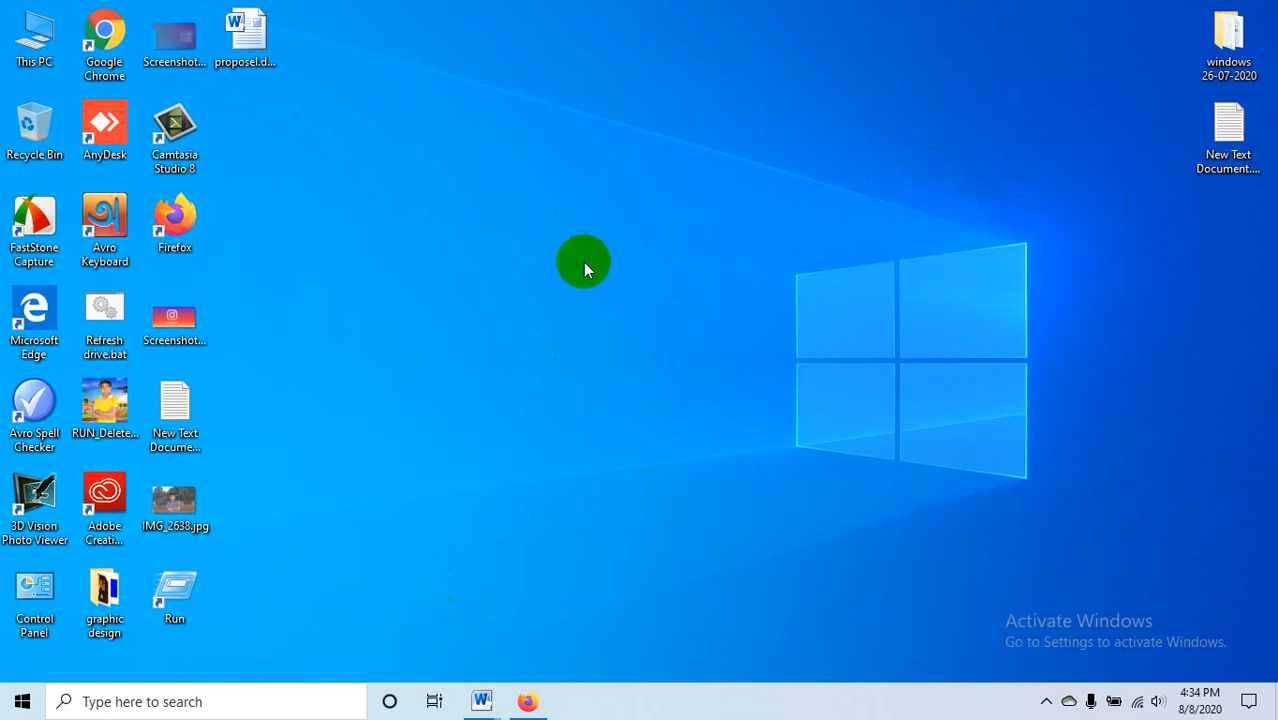 This PC
Google
Chrome
Screenshot...
proposel.d...
windows
26-07-2020
Recycle Bin
AnyDesk
Camtasia
Studio 8
New Text
Document....
FastStone
Capture
Avro
Keyboard
Firefox
Microsoft
Edge
Refresh
drive.bat
Screenshot...
Avro Spell
Checker
RUN_Delete...
New Text
Docume...
3D Vision
Photo Viewer
Adobe
Creati...
IMG_2638.jpg
Control
Panel
graphic
design
Run
Activate Windows
Go to Settings to activate Windows.
Type here to search
4:34 PM
8/8/2020